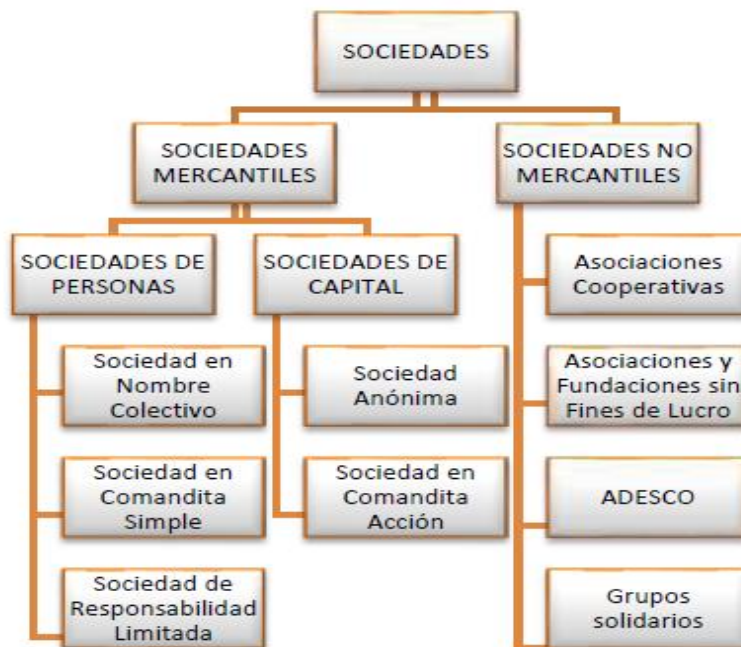 SOCIEDADES
SOCIEDADES
MERCANTILES
SOCIEDADES NO
MERCANTILES
SOCIEDADES DE
PERSONAS
SOCIEDADES DE
CAPITAL
Asociaciones
Cooperativas
Sociedad en
Nombre
Colectivo
Sociedad
Anónima
Asociaciones y
Fundaciones sin
Fines de Lucro
Sociedad en
Comandita
Simple
Sociedad en
Comandita
Acción
ADESCO
Sociedad de
Responsabilidad
Limitada
Grupos
solidarios